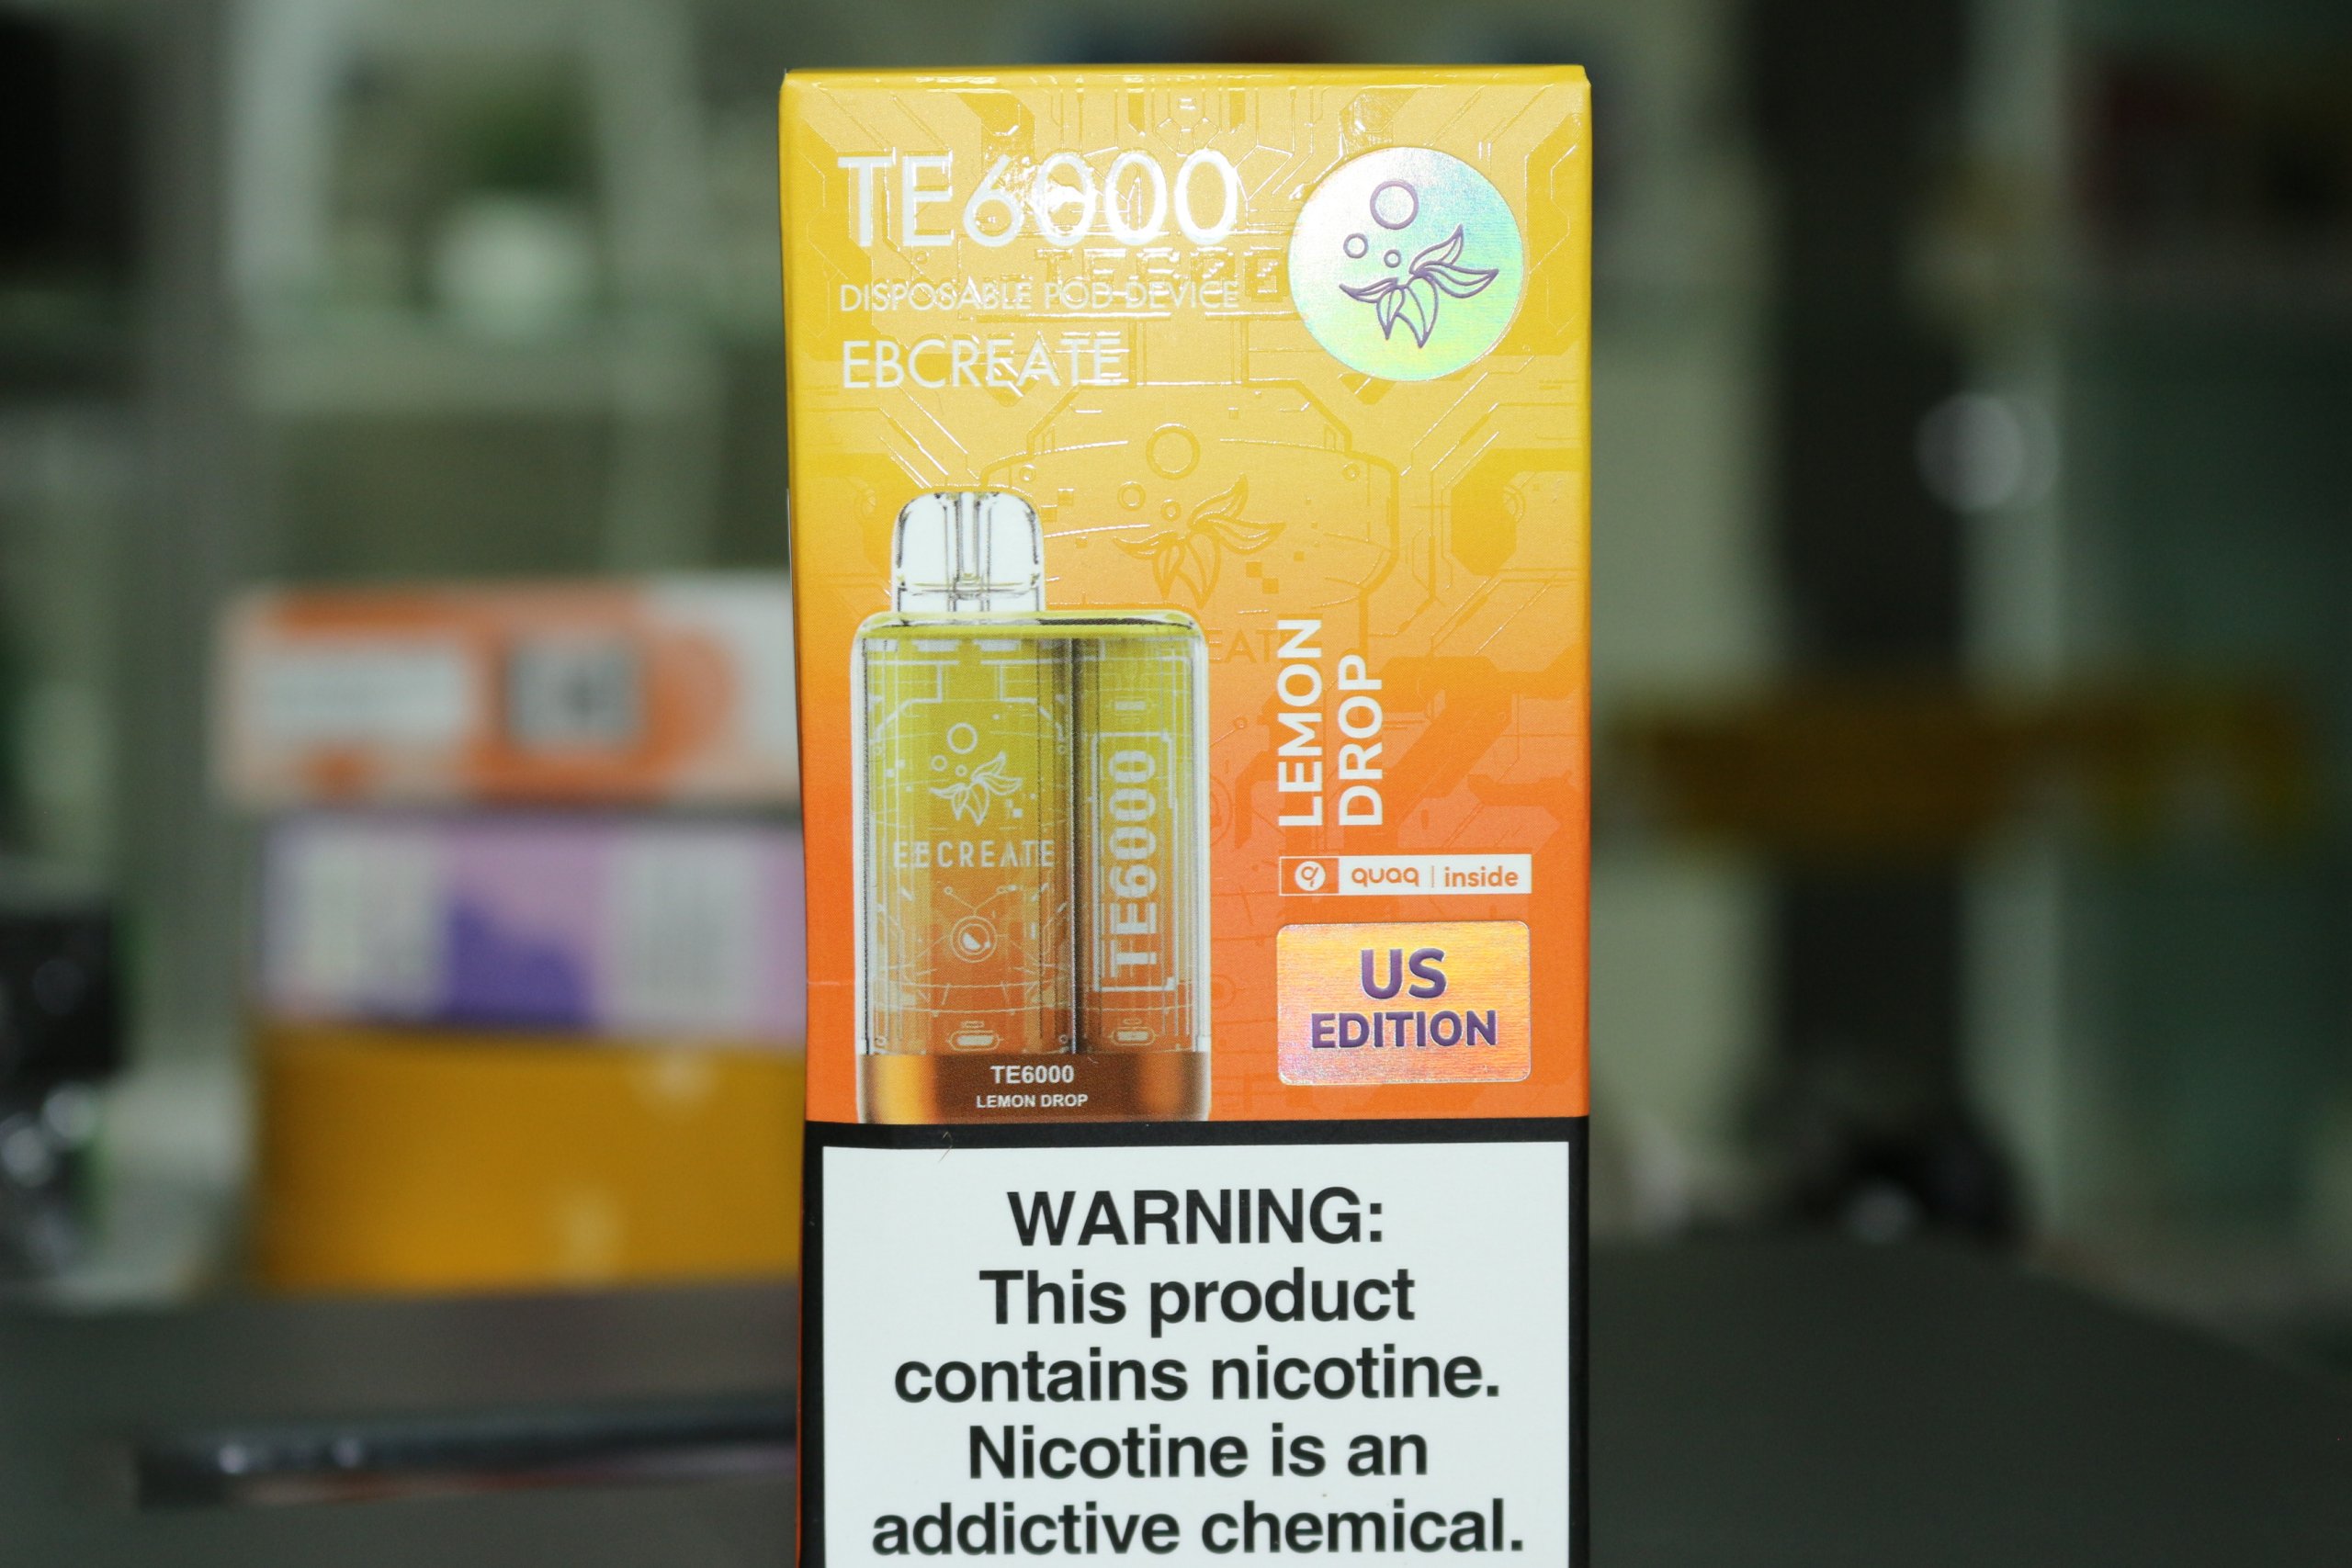 TE6000
DISPOSABLE POD DEVICE
EBCREATE
LEMON
DROP
EBCREATE
TE6000
quaq | inside
US
EDITION
TE6000
LEMON DROP
WARNING:
This product
contains nicotine.
Nicotine is an
addictive chemical.